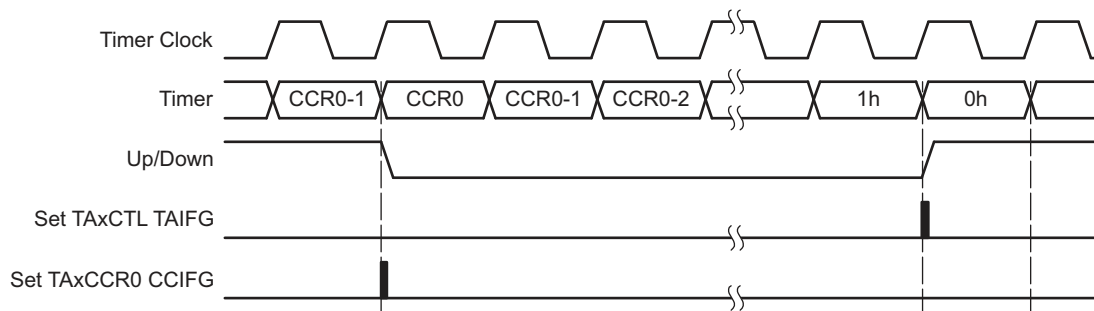 Timer Clock
Timer CCR0-1 CCR0 CCR0-1 CCR0-2 1h 0h
Up/Down
Set TAxCTL TAIFG
Set TAxCCR0 CCIFG